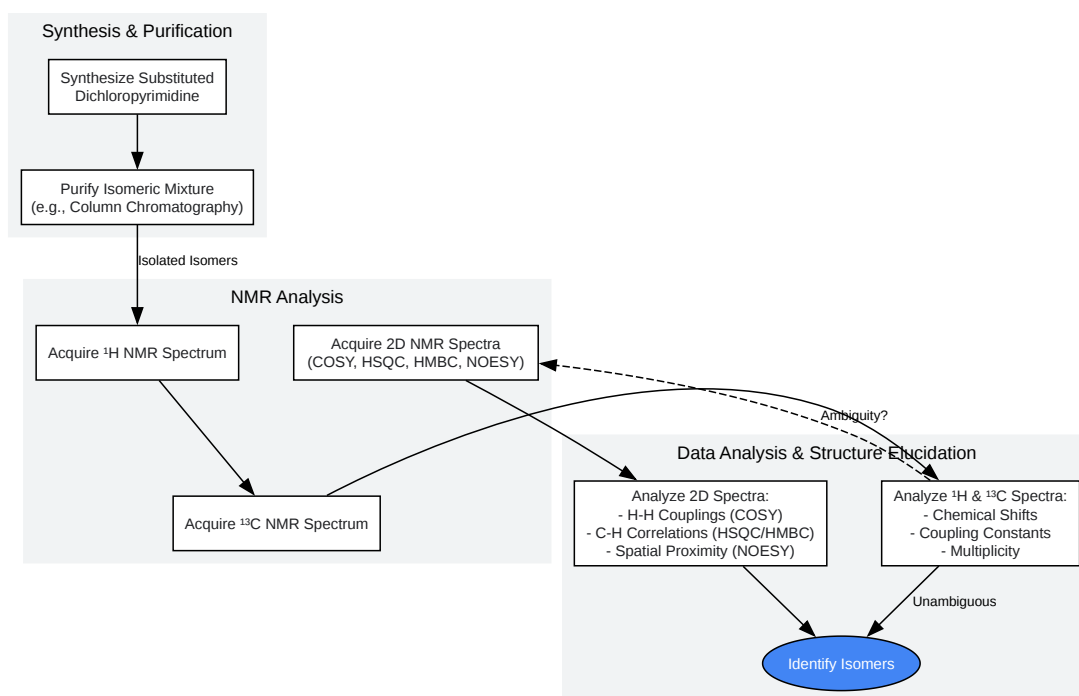 Synthesis & Purification
Synthesize Substituted
Dichloropyrimidine
Purify Isomeric Mixture
(e.g., Column Chromatography)
Isolated Isomers
NMR Analysis
Acquire ¹H NMR Spectrum
Acquire 2D NMR Spectra
(COSY, HSQC, HMBC, NOESY)
Ambiguity?
Acquire ¹³C NMR Spectrum
Data Analysis & Structure Elucidation
Analyze 2D Spectra:
- H-H Couplings (COSY)
- C-H Correlations (HSQC/HMBC)
- Spatial Proximity (NOESY)
Analyze ¹H & ¹³C Spectra:
- Chemical Shifts
- Coupling Constants
- Multiplicity
Unambiguous
Identify Isomers